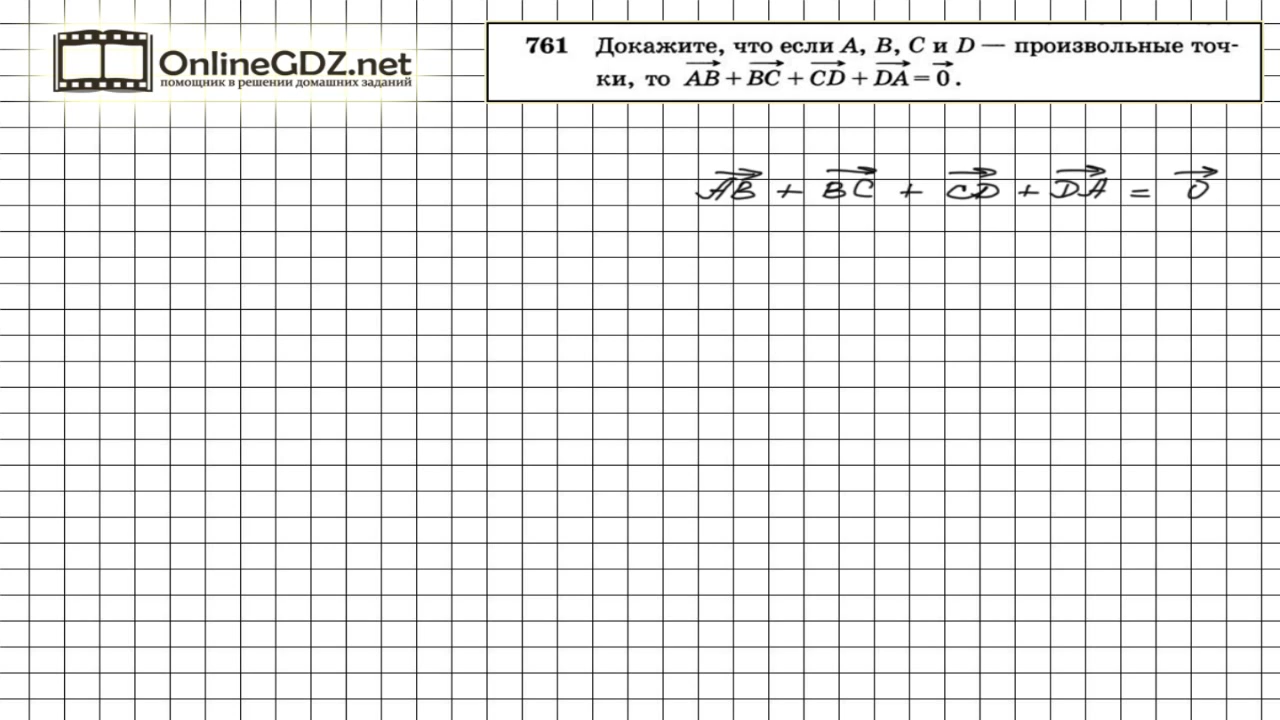 OnlineGDZ.net
помощник в решении домашних заданий
761 Докажите, что если A, B, C и D — произвольные точ-
ки, то AB + BC + CD + DA = 0.
AB + BC + CD + DA = 0